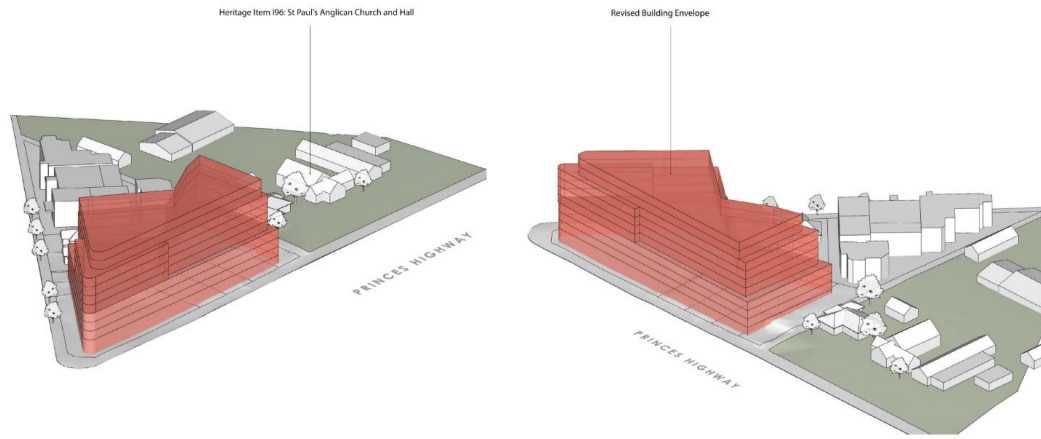 Heritage Item I96: St Paul's Anglican Church and Hall
Revised Building Envelope
PRINCES HIGHWAY
PRINCES HIGHWAY